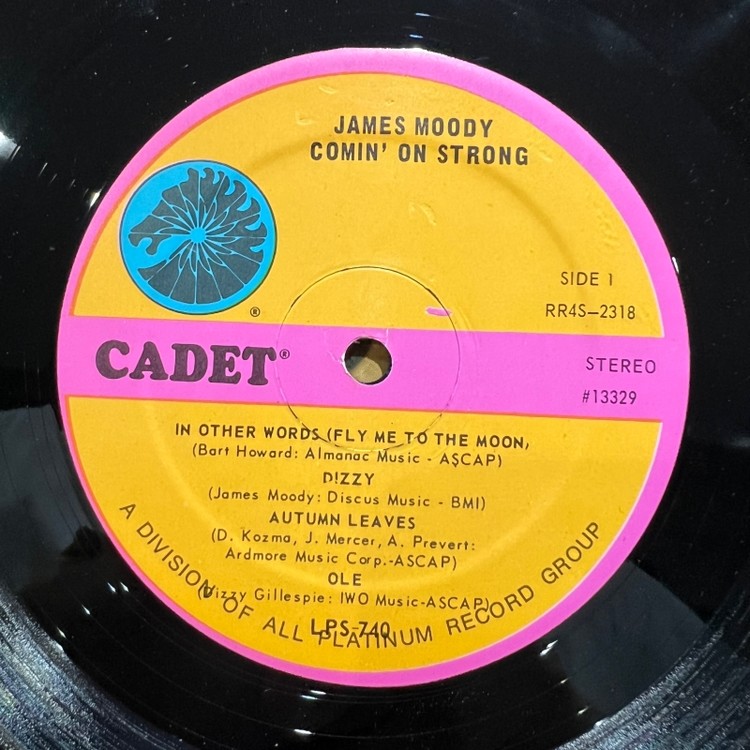 JAMES MOODY
COMIN' ON STRONG
SIDE 1
RR4S—2318
®
CADET®
STEREO
#13329
IN OTHER WORDS (FLY ME TO THE MOON,
(Bart Howard: Almanac Music - ASCAP)
DIZZY
(James Moody: Discus Music - BMI)
AUTUMN LEAVES
(D. Kozma, J. Mercer, A. Prevert:
Ardmore Music Corp.-ASCAP)
OLE
(Dizzy Gillespie: IWO Music-ASCAP)
LPS-740
A DIVISION OF ALL PLATINUM RECORD GROUP